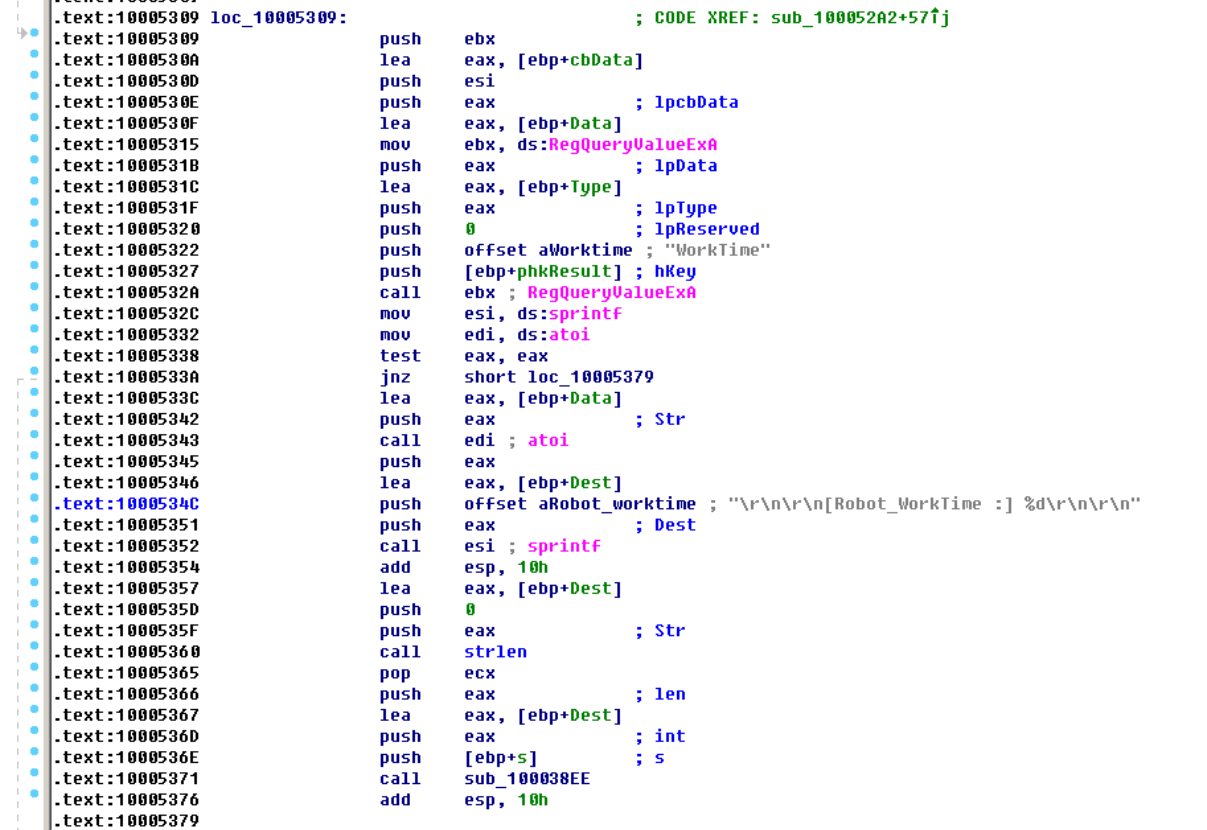 .text:10005309 loc_10005309: ; CODE XREF: sub_100052A2+57↑j
.text:10005309 push ebx
.text:1000530A lea eax, [ebp+cbData]
.text:1000530D push esi
.text:1000530E push eax ; lpcbData
.text:1000530F lea eax, [ebp+Data]
.text:10005315 mov ebx, ds:RegQueryValueExA
.text:1000531B push eax ; lpData
.text:1000531C lea eax, [ebp+Type]
.text:1000531F push eax ; lpType
.text:10005320 push 0 ; lpReserved
.text:10005322 push offset aWorktime ; "WorkTime"
.text:10005327 push [ebp+phkResult] ; hKey
.text:1000532A call ebx ; RegQueryValueExA
.text:1000532C mov esi, ds:sprintf
.text:10005332 mov edi, ds:atoi
.text:10005338 test eax, eax
.text:1000533A jnz short loc_10005379
.text:1000533C lea eax, [ebp+Data]
.text:10005342 push eax ; Str
.text:10005343 call edi ; atoi
.text:10005345 push eax
.text:10005346 lea eax, [ebp+Dest]
.text:1000534C push offset aRobot_worktime ; "\r\n\r\n[Robot_WorkTime :] %d\r\n\r\n"
.text:10005351 push eax ; Dest
.text:10005352 call esi ; sprintf
.text:10005354 add esp, 10h
.text:10005357 lea eax, [ebp+Dest]
.text:1000535D push 0
.text:1000535F push eax ; Str
.text:10005360 call strlen
.text:10005365 pop ecx
.text:10005366 push eax ; len
.text:10005367 lea eax, [ebp+Dest]
.text:1000536D push eax ; int
.text:1000536E push [ebp+s] ; s
.text:10005371 call sub_100038EE
.text:10005376 add esp, 10h
.text:10005379